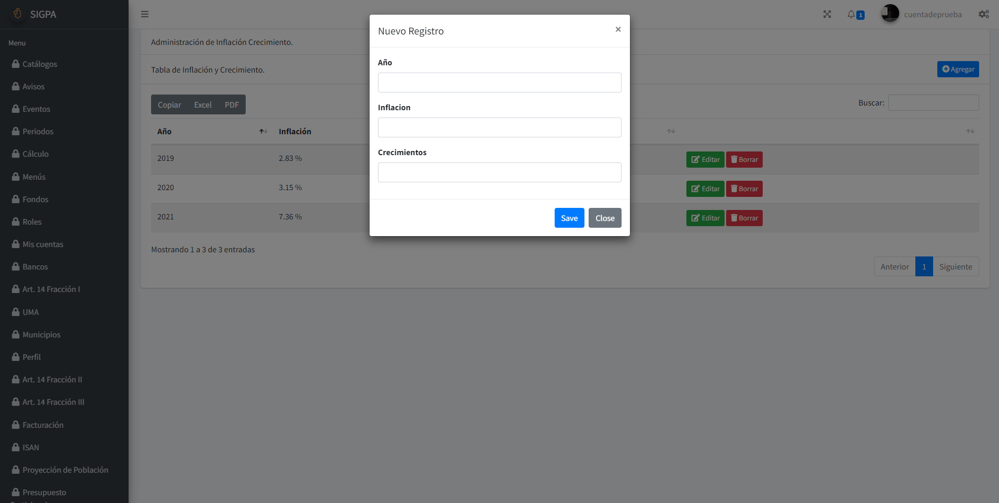 SIGPA
Menu
Catálogos
Avisos
Eventos
Periodos
Cálculo
Menús
Fondos
Roles
Mis cuentas
Bancos
Art. 14 Fracción I
UMA
Municipios
Perfil
Art. 14 Fracción II
Art. 14 Fracción III
Facturación
ISAN
Proyección de Población
Presupuesto
1
cuentadeprueba
Administración de Inflación Crecimiento.
Tabla de Inflación y Crecimiento.
Agregar
Copiar Excel PDF
Buscar:
Año Inflación
2019 2.83 % Editar Borrar
2020 3.15 % Editar Borrar
2021 7.36 % Editar Borrar
Mostrando 1 a 3 de 3 entradas
Anterior 1 Siguiente
Nuevo Registro ×
Año
Inflacion
Crecimientos
Save Close